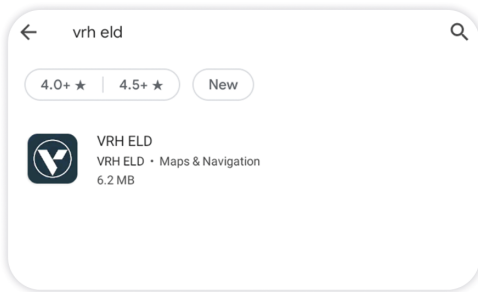 vrh eld
4.0+ ★ 4.5+ ★ New
VRH ELD
VRH ELD • Maps & Navigation
6.2 MB